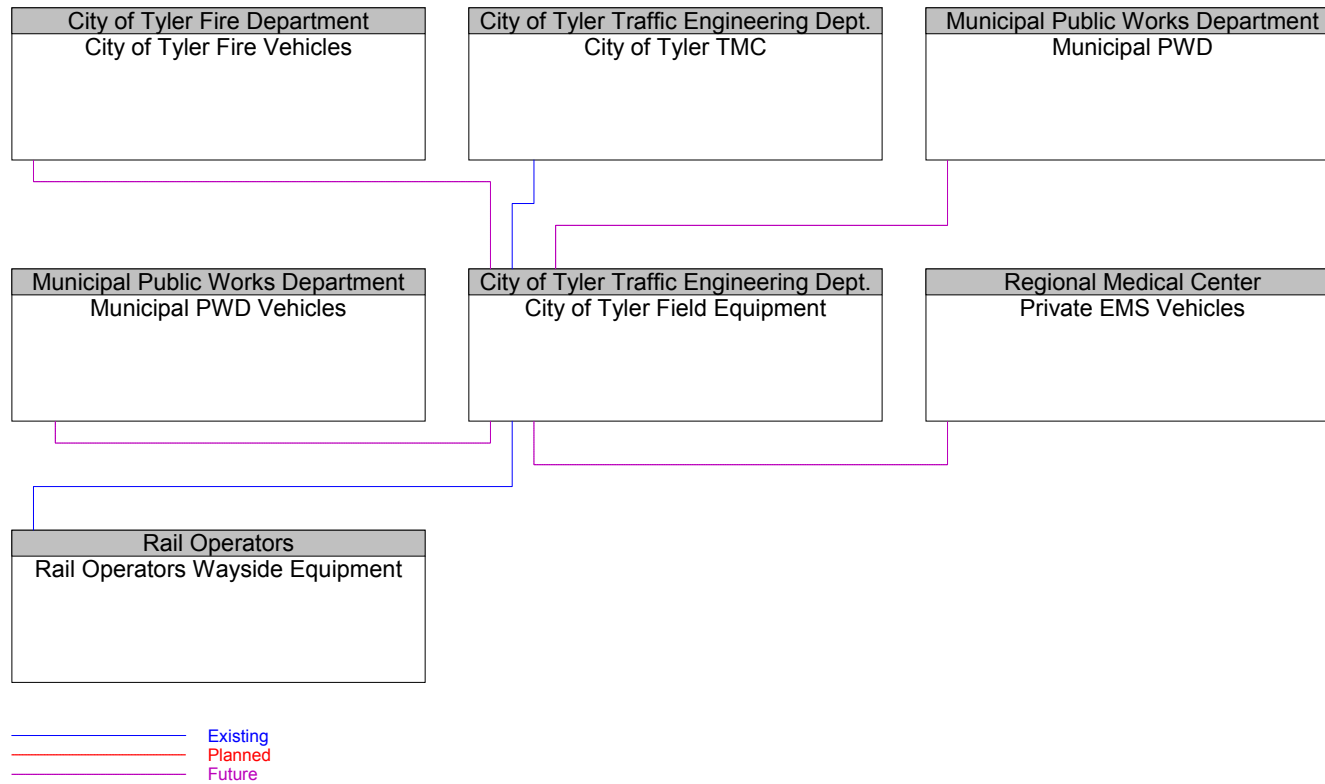 City of Tyler Fire Department
City of Tyler Fire Vehicles
City of Tyler Traffic Engineering Dept.
City of Tyler TMC
Municipal Public Works Department
Municipal PWD
Municipal Public Works Department
Municipal PWD Vehicles
City of Tyler Traffic Engineering Dept.
City of Tyler Field Equipment
Regional Medical Center
Private EMS Vehicles
Rail Operators
Rail Operators Wayside Equipment
Existing
Planned
Future